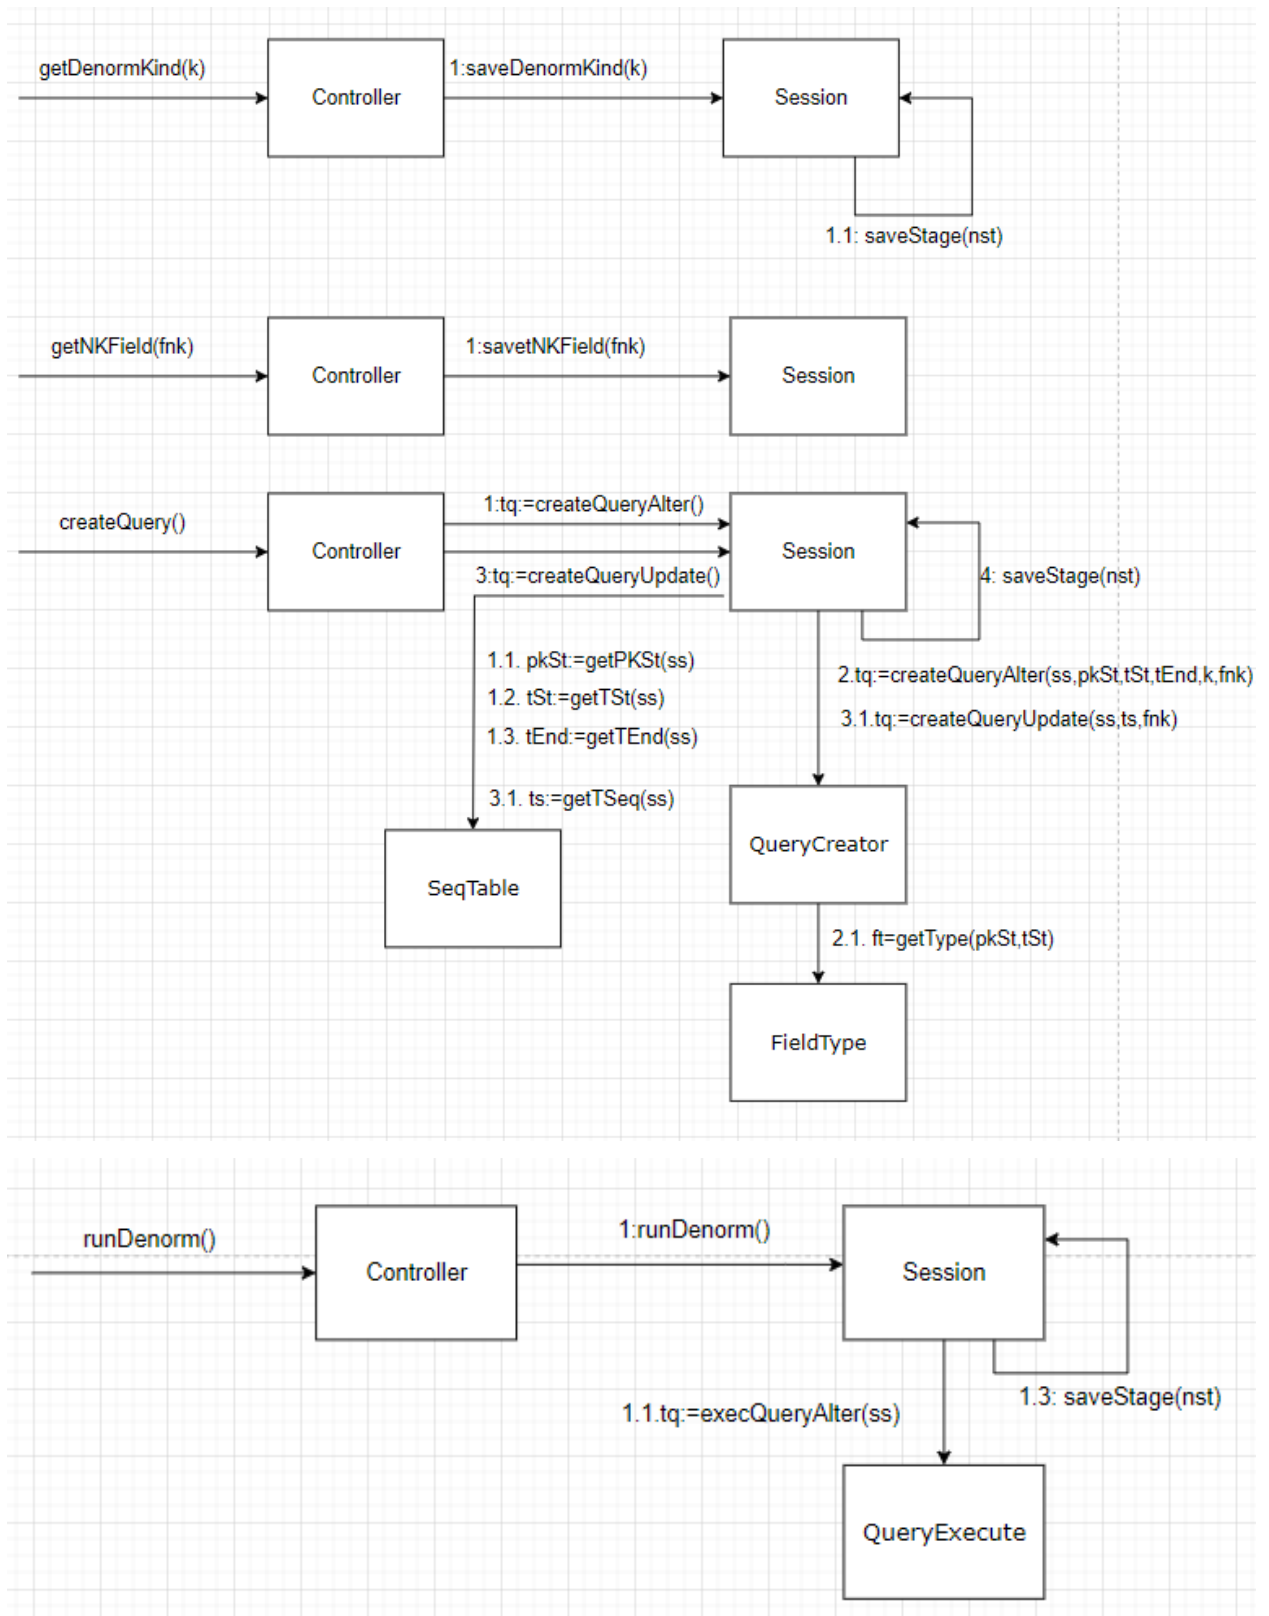 getDenormKind(k)
1:saveDenormKind(k)
Controller
Session
1.1: saveStage(nst)
getNKField(fnk)
1:savetNKField(fnk)
Controller
Session
createQuery()
1:tq:=createQueryAlter()
Controller
Session
3:tq:=createQueryUpdate()
4: saveStage(nst)
1.1. pkSt:=getPKSt(ss)
1.2. tSt:=getTSt(ss)
1.3. tEnd:=getTEnd(ss)
3.1. ts:=getTSeq(ss)
2.tq:=createQueryAlter(ss,pkSt,tSt,tEnd,k,fnk)
3.1.tq:=createQueryUpdate(ss,ts,fnk)
QueryCreator
SeqTable
2.1. ft=getType(pkSt,tSt)
FieldType
runDenorm()
1:runDenorm()
Controller
Session
1.3: saveStage(nst)
1.1.tq:=execQueryAlter(ss)
QueryExecute